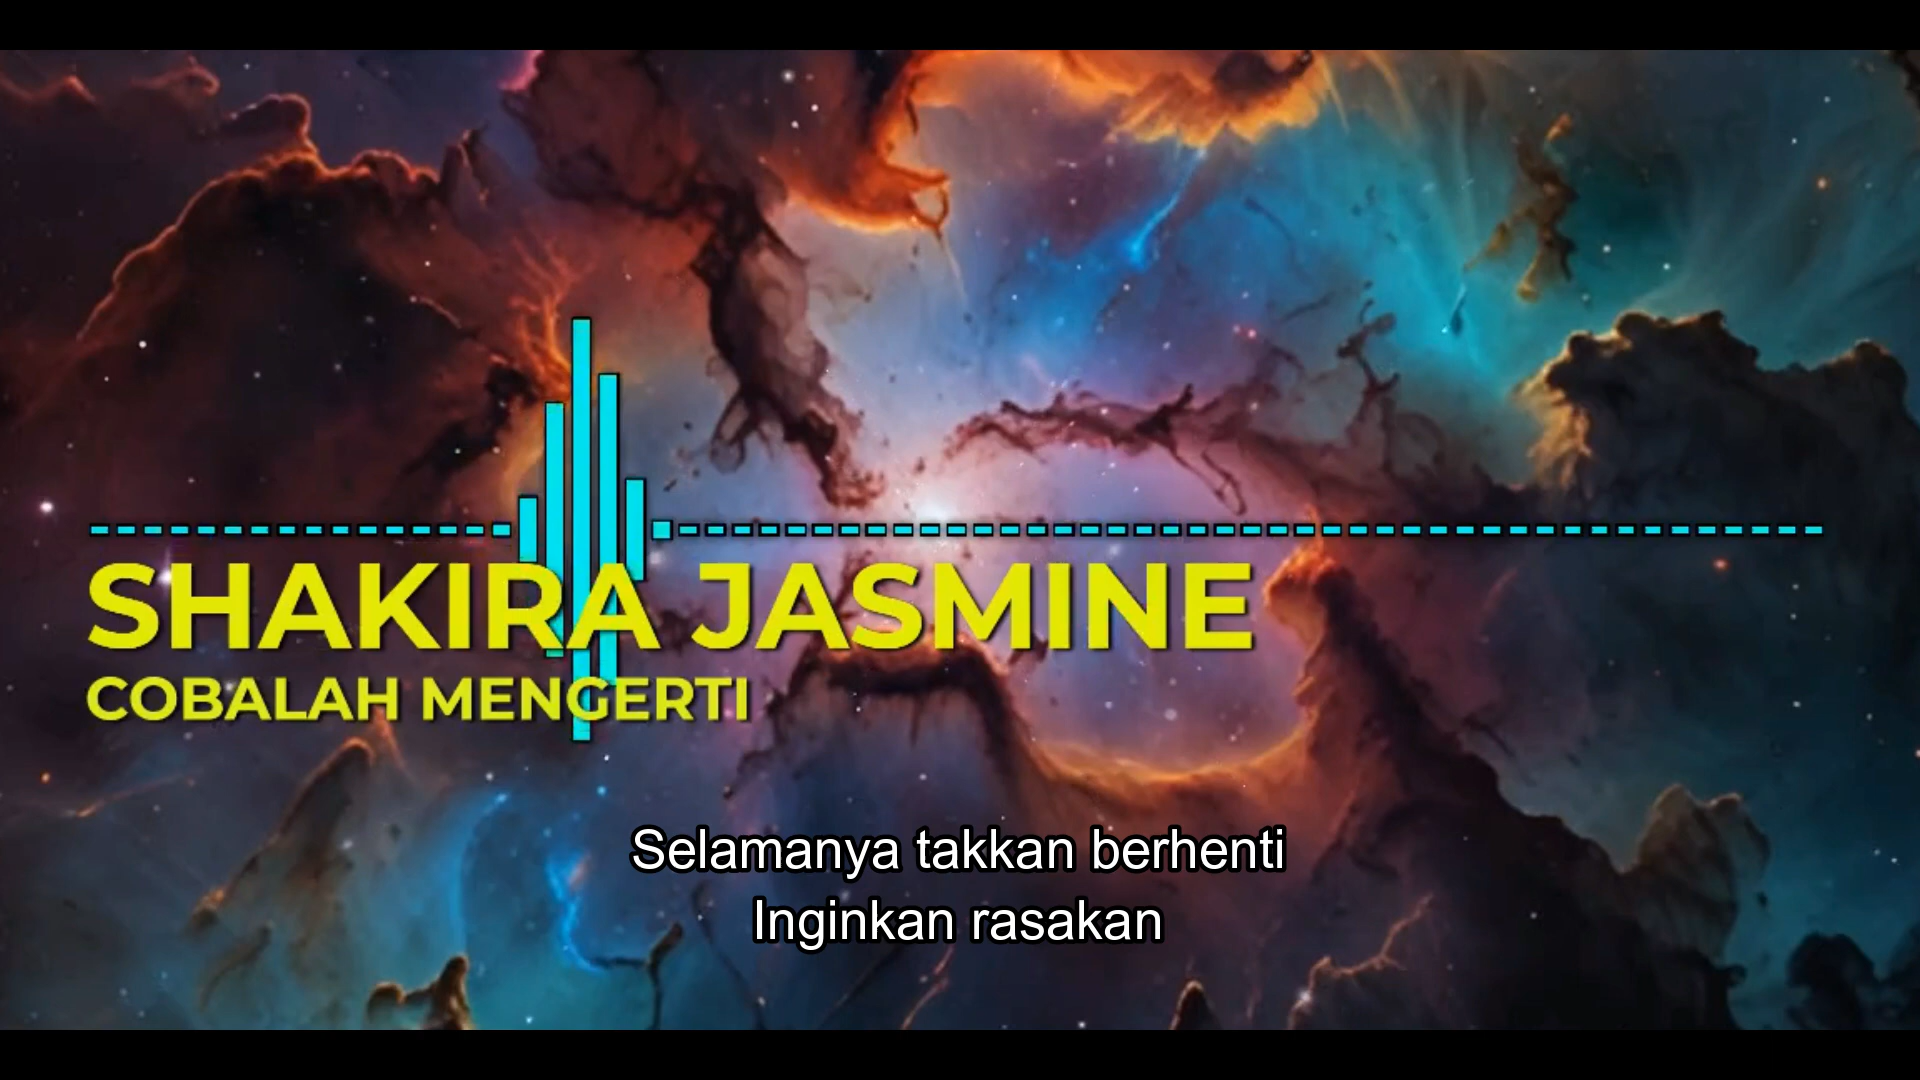 SHAKIRA JASMINE
COBALAH MENGERTI
Selamanya takkan berhenti
Inginkan rasakan